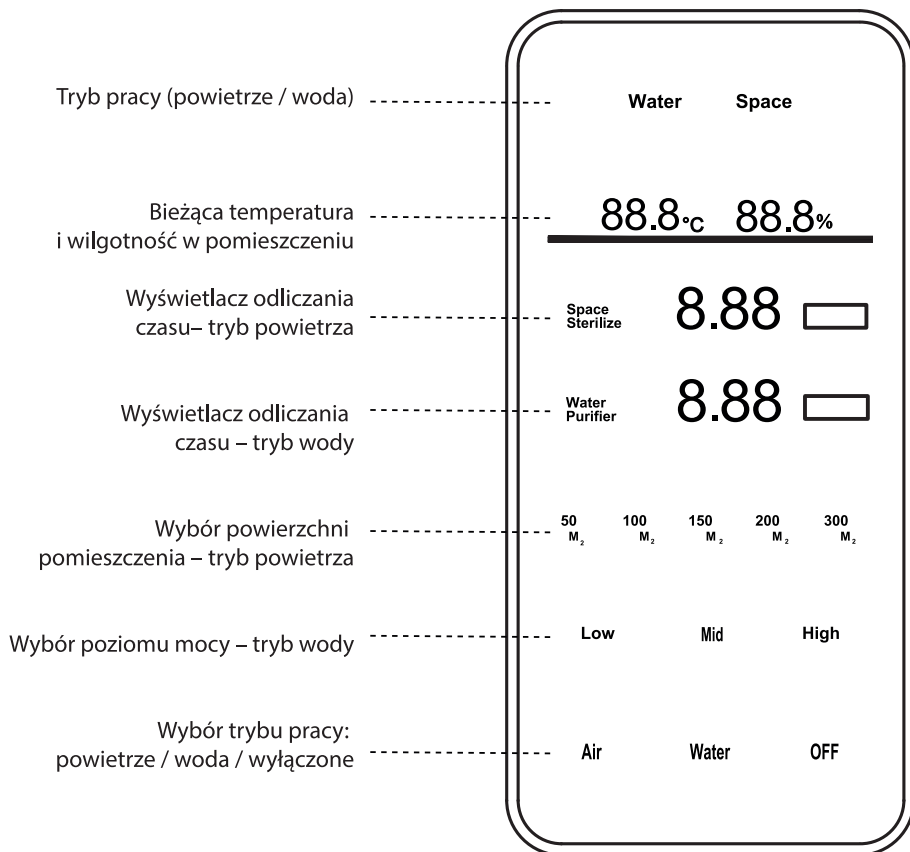 Tryb pracy (powietrze / woda)
Water Space
Bieżąca temperatura
i wilgotność w pomieszczeniu
88.8°C 88.8%
Wyświetlacz odliczania
czasu– tryb powietrza
Space
Sterilize
8.88
Wyświetlacz odliczania
czasu – tryb wody
Water
Purifier
8.88
Wybór powierzchni
pomieszczenia – tryb powietrza
50 100 150 200 300
M₂ M₂ M₂ M₂ M₂
Wybór poziomu mocy – tryb wody
Low Mid High
Wybór trybu pracy:
powietrze / woda / wyłączone
Air Water OFF